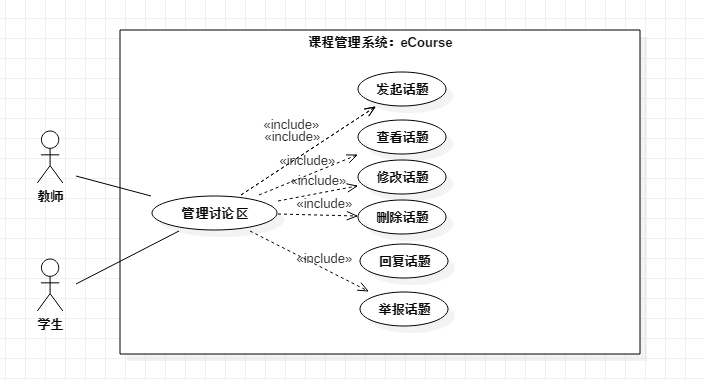 课程管理系统：eCourse
发起话题
«include»
«include»
查看话题
«include»
修改话题
«include»
教师
«include»
删除话题
管理讨论区
«include»
回复话题
举报话题
学生